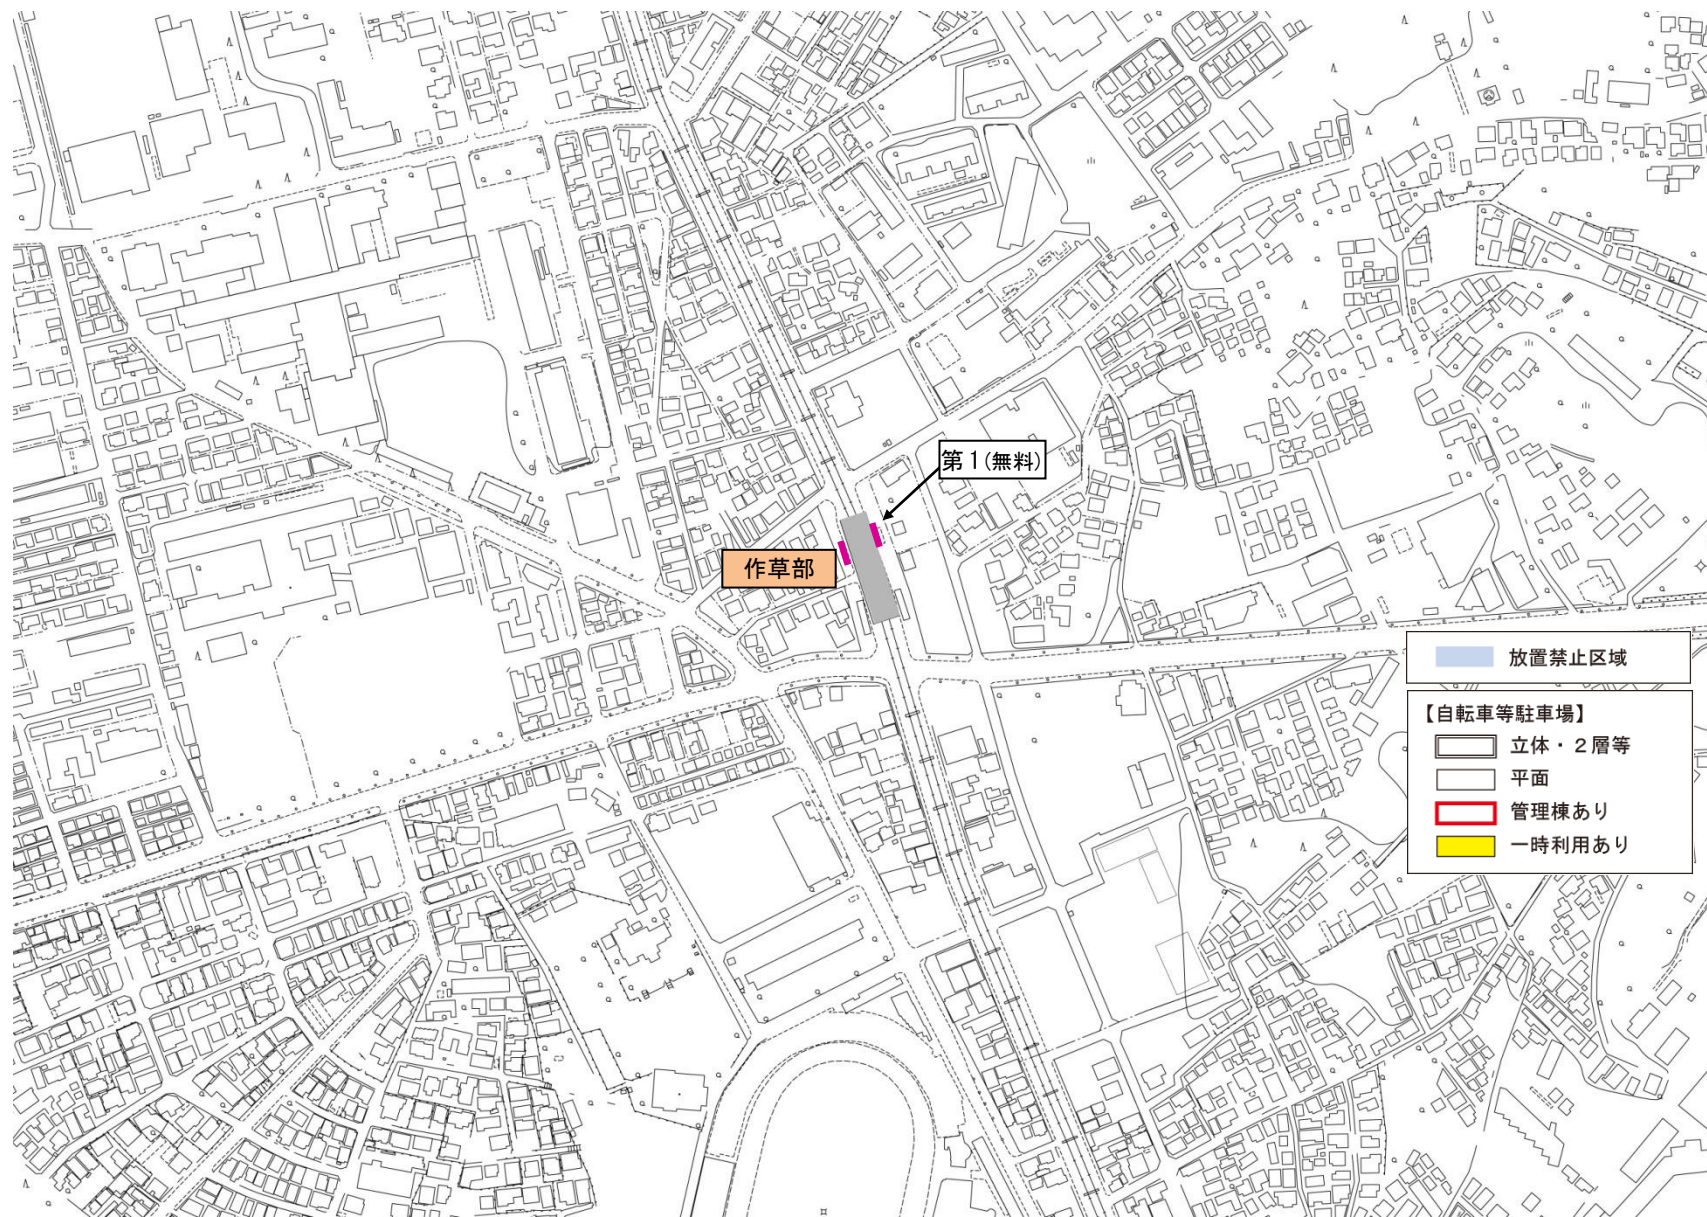 第１(無料)
作草部
放置禁止区域
【自転車等駐車場】
立体・２層等
平面
管理棟あり
一時利用あり